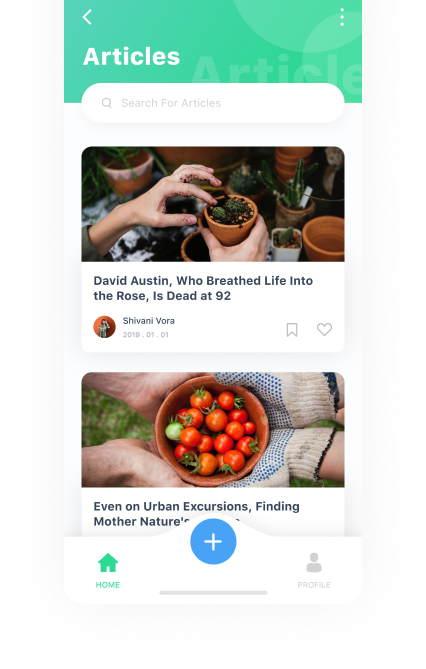 Articles
Article
Search For Articles
David Austin, Who Breathed Life Into
the Rose, Is Dead at 92
Shivani Vora
2019 . 01 . 01
Even on Urban Excursions, Finding
Mother Nature's
HOME
PROFILE